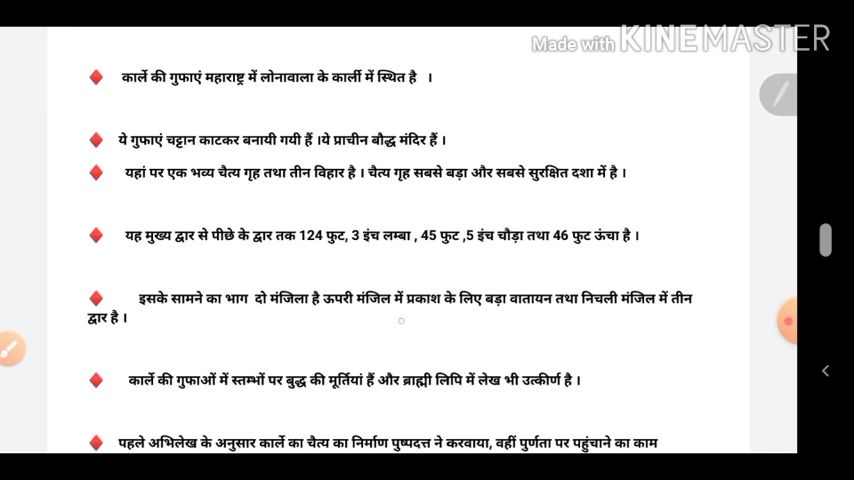 Made with KINEMASTER
कार्ले की गुफाएं महाराष्ट्र में लोनावाला के कार्ली में स्थित है ।
ये गुफाएं चट्टान काटकर बनायी गयी हैं ।ये प्राचीन बौद्ध मंदिर हैं ।
यहां पर एक भव्य चैत्य गृह तथा तीन विहार है । चैत्य गृह सबसे बड़ा और सबसे सुरक्षित दशा में है ।
यह मुख्य द्वार से पीछे के द्वार तक 124 फुट, 3 इंच लम्बा , 45 फुट ,5 इंच चौड़ा तथा 46 फुट ऊंचा है ।
इसके सामने का भाग दो मंजिला है ऊपरी मंजिल में प्रकाश के लिए बड़ा वातायन तथा निचली मंजिल में तीन
द्वार है ।
कार्ले की गुफाओं में स्तम्भों पर बुद्ध की मूर्तियां हैं और ब्राह्मी लिपि में लेख भी उत्कीर्ण है ।
पहले अभिलेख के अनुसार कार्ले का चैत्य का निर्माण पुष्पदत्त ने करवाया, वहीं पुर्णता पर पहुंचाने का काम